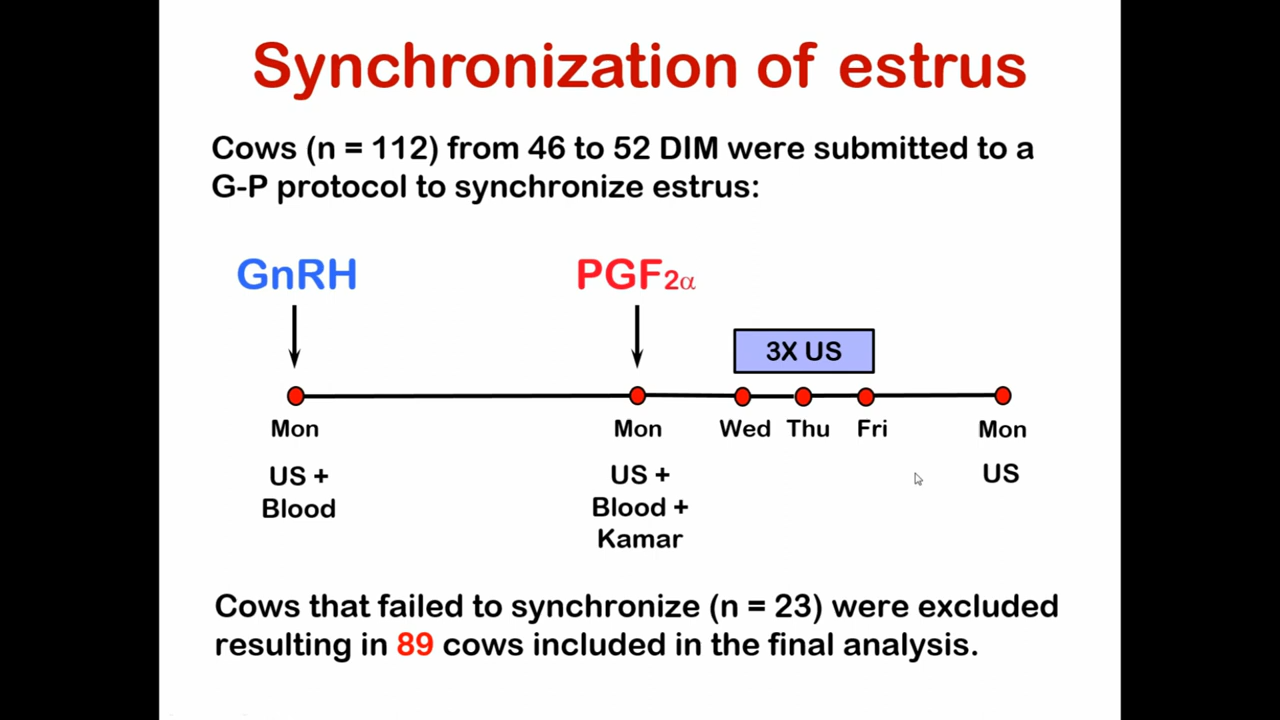 Synchronization of estrus
Cows (n = 112) from 46 to 52 DIM were submitted to a
G-P protocol to synchronize estrus:
GnRH
PGF2α
3X US
Mon
Mon
Wed
Thu
Fri
Mon
US +
Blood
US +
Blood +
Kamar
US
Cows that failed to synchronize (n = 23) were excluded
resulting in 89 cows included in the final analysis.